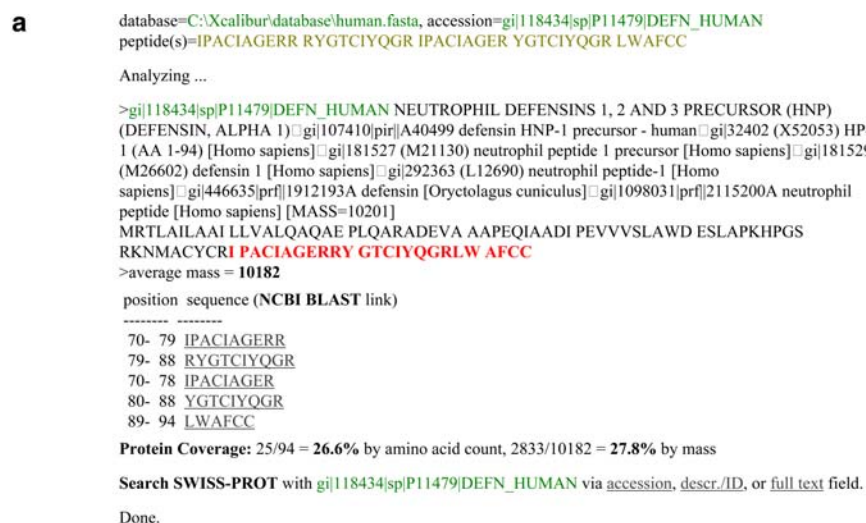 a
database=C:\Xcalibur\database\human.fasta, accession=gi|118434|sp|P11479|DEFN_HUMAN
peptide(s)=IPACIAGERR RYGTCIYQGR IPACIAGER YGTCIYQGR LWAFCC
Analyzing ...
>gi|118434|sp|P11479|DEFN_HUMAN NEUTROPHIL DEFENSINS 1, 2 AND 3 PRECURSOR (HNP)
(DEFENSIN, ALPHA 1)□gi|107410|pir||A40499 defensin HNP-1 precursor - human□gi|32402 (X52053) HP
1 (AA 1-94) [Homo sapiens]□gi|181527 (M21130) neutrophil peptide 1 precursor [Homo sapiens]□gi|181529
(M26602) defensin 1 [Homo sapiens]□gi|292363 (L12690) neutrophil peptide-1 [Homo
sapiens]□gi|446635|prf||1912193A defensin [Oryctolagus cuniculus]□gi|1098031|prf||2115200A neutrophil
peptide [Homo sapiens] [MASS=10201]
MRTLAILAAI LLVALQAQAE PLQARADEVA AAPEQIAADI PEVVVSLAWD ESLAPKHPGS
RKNMACYCRI PACIAGERRY GTCIYQGRLW AFCC
>average mass = 10182
position sequence (NCBI BLAST link)
-------- --------
70- 79 IPACIAGERR
79- 88 RYGTCIYQGR
70- 78 IPACIAGER
80- 88 YGTCIYQGR
89- 94 LWAFCC
Protein Coverage: 25/94 = 26.6% by amino acid count, 2833/10182 = 27.8% by mass
Search SWISS-PROT with gi|118434|sp|P11479|DEFN_HUMAN via accession, descr./ID, or full text field.
Done.